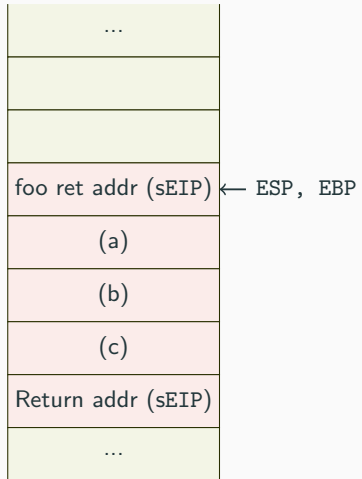 ...
foo ret addr (sEIP) ← ESP, EBP
(a)
(b)
(c)
Return addr (sEIP)
...